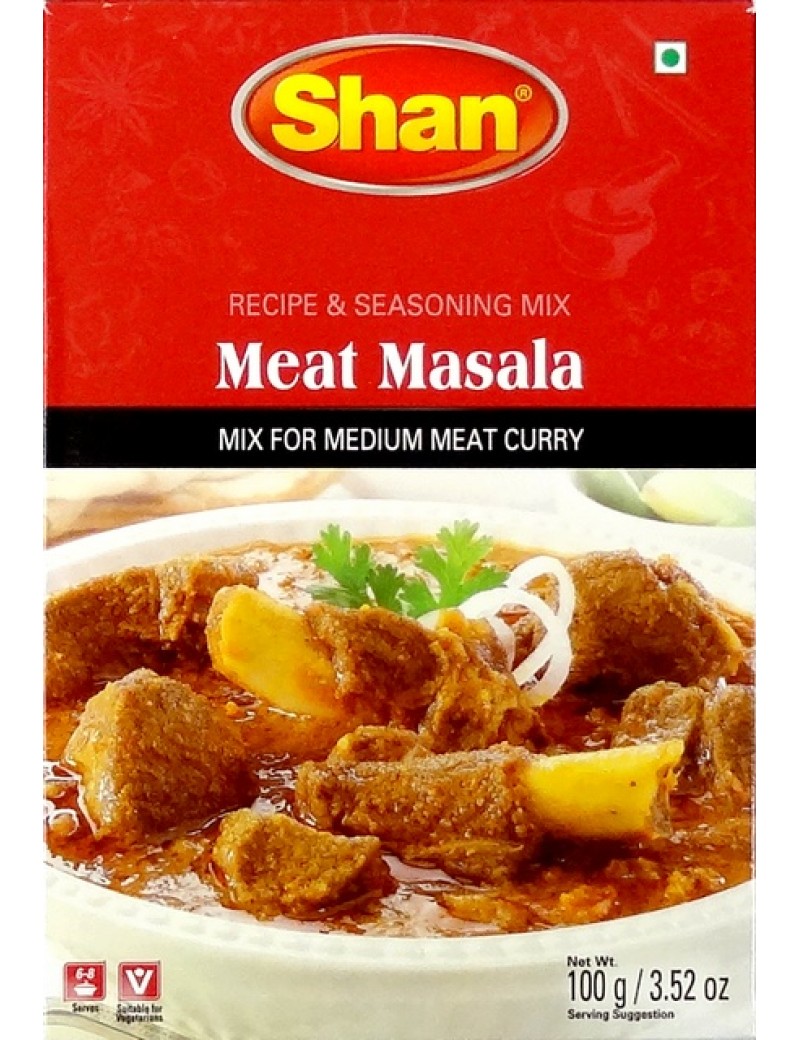 Shan®
RECIPE & SEASONING MIX
Meat Masala
MIX FOR MEDIUM MEAT CURRY
6-8
Serves
V
Suitable for
Vegetarians
Net Wt.
100 g / 3.52 oz
Serving Suggestion